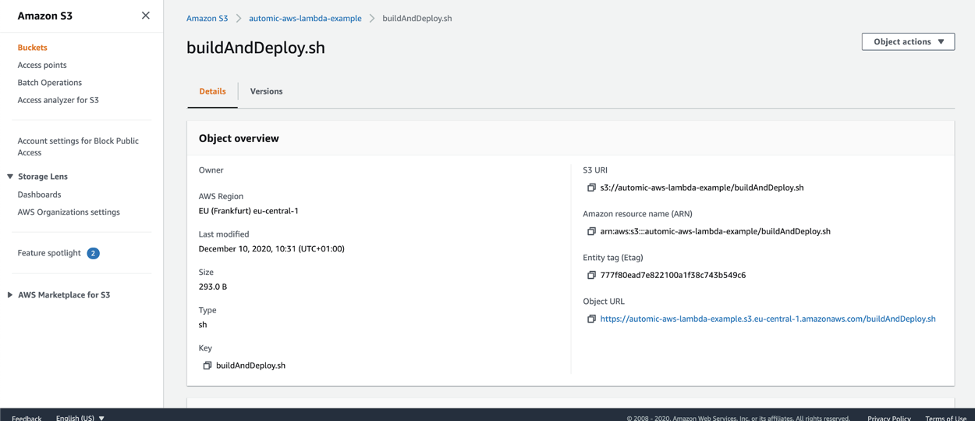 Amazon S3
Buckets
Access points
Batch Operations
Access analyzer for S3
Account settings for Block Public
Access
Storage Lens
Dashboards
AWS Organizations settings
Feature spotlight 2
AWS Marketplace for S3
Amazon S3 > automic-aws-lambda-example > buildAndDeploy.sh
buildAndDeploy.sh
Object actions
Details
Versions
Object overview
Owner
AWS Region
EU (Frankfurt) eu-central-1
Last modified
December 10, 2020, 10:31 (UTC+01:00)
Size
293.0 B
Type
sh
Key
buildAndDeploy.sh
S3 URI
s3://automic-aws-lambda-example/buildAndDeploy.sh
Amazon resource name (ARN)
arn:aws:s3:::automic-aws-lambda-example/buildAndDeploy.sh
Entity tag (Etag)
777f80ead7e822100a1f38c743b549c6
Object URL
https://automic-aws-lambda-example.s3.eu-central-1.amazonaws.com/buildAndDeploy.sh
Feedback English (US) © 2008 - 2020, Amazon Web Services, Inc. or its affiliates. All rights reserved. Privacy Policy Terms of Use